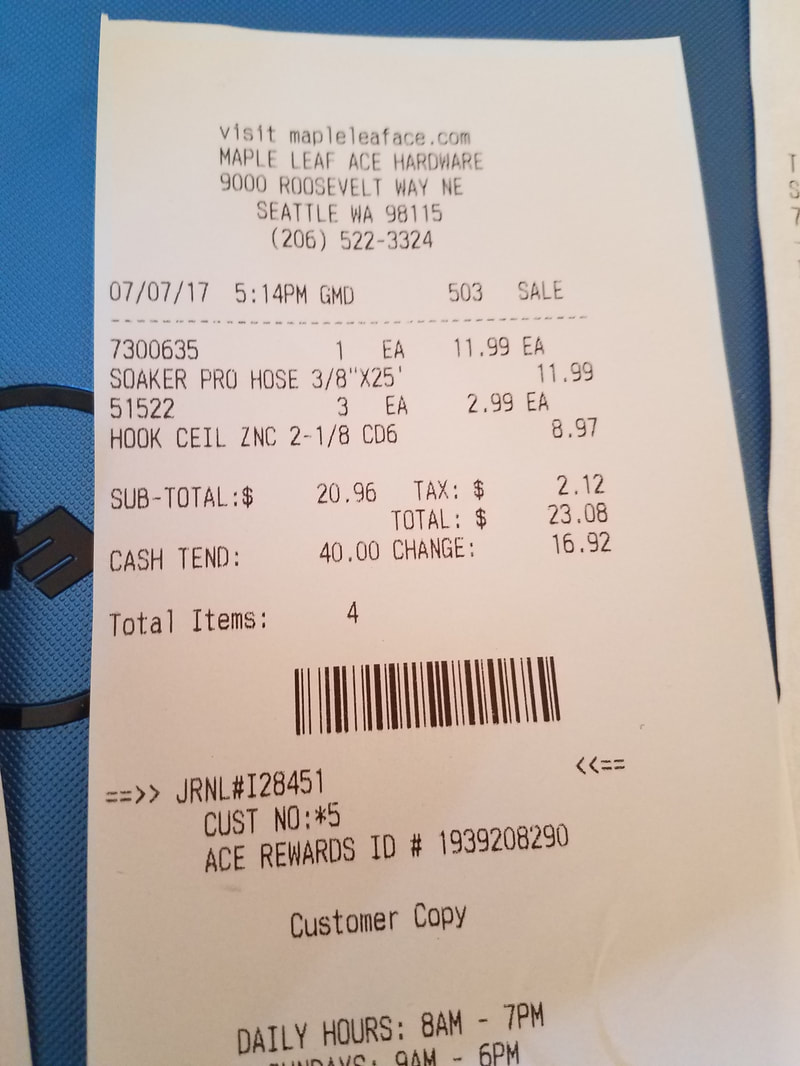 visit mapleleaface.com
MAPLE LEAF ACE HARDWARE
9000 ROOSEVELT WAY NE
SEATTLE WA 98115
(206) 522-3324
07/07/17 5:14PM GMD 503 SALE
7300635 1 EA 11.99 EA
SOAKER PRO HOSE 3/8"X25' 11.99
51522 3 EA 2.99 EA
HOOK CEIL ZNC 2-1/8 CD6 8.97
SUB-TOTAL:$ 20.96 TAX: $ 2.12
TOTAL: $ 23.08
CASH TEND: 40.00 CHANGE: 16.92
Total Items: 4
==>> JRNL#I28451 <<==
CUST NO:*5
ACE REWARDS ID # 1939208290
Customer Copy
DAILY HOURS: 8AM - 7PM
SUNDAYS: 9AM - 6PM
T
S
7